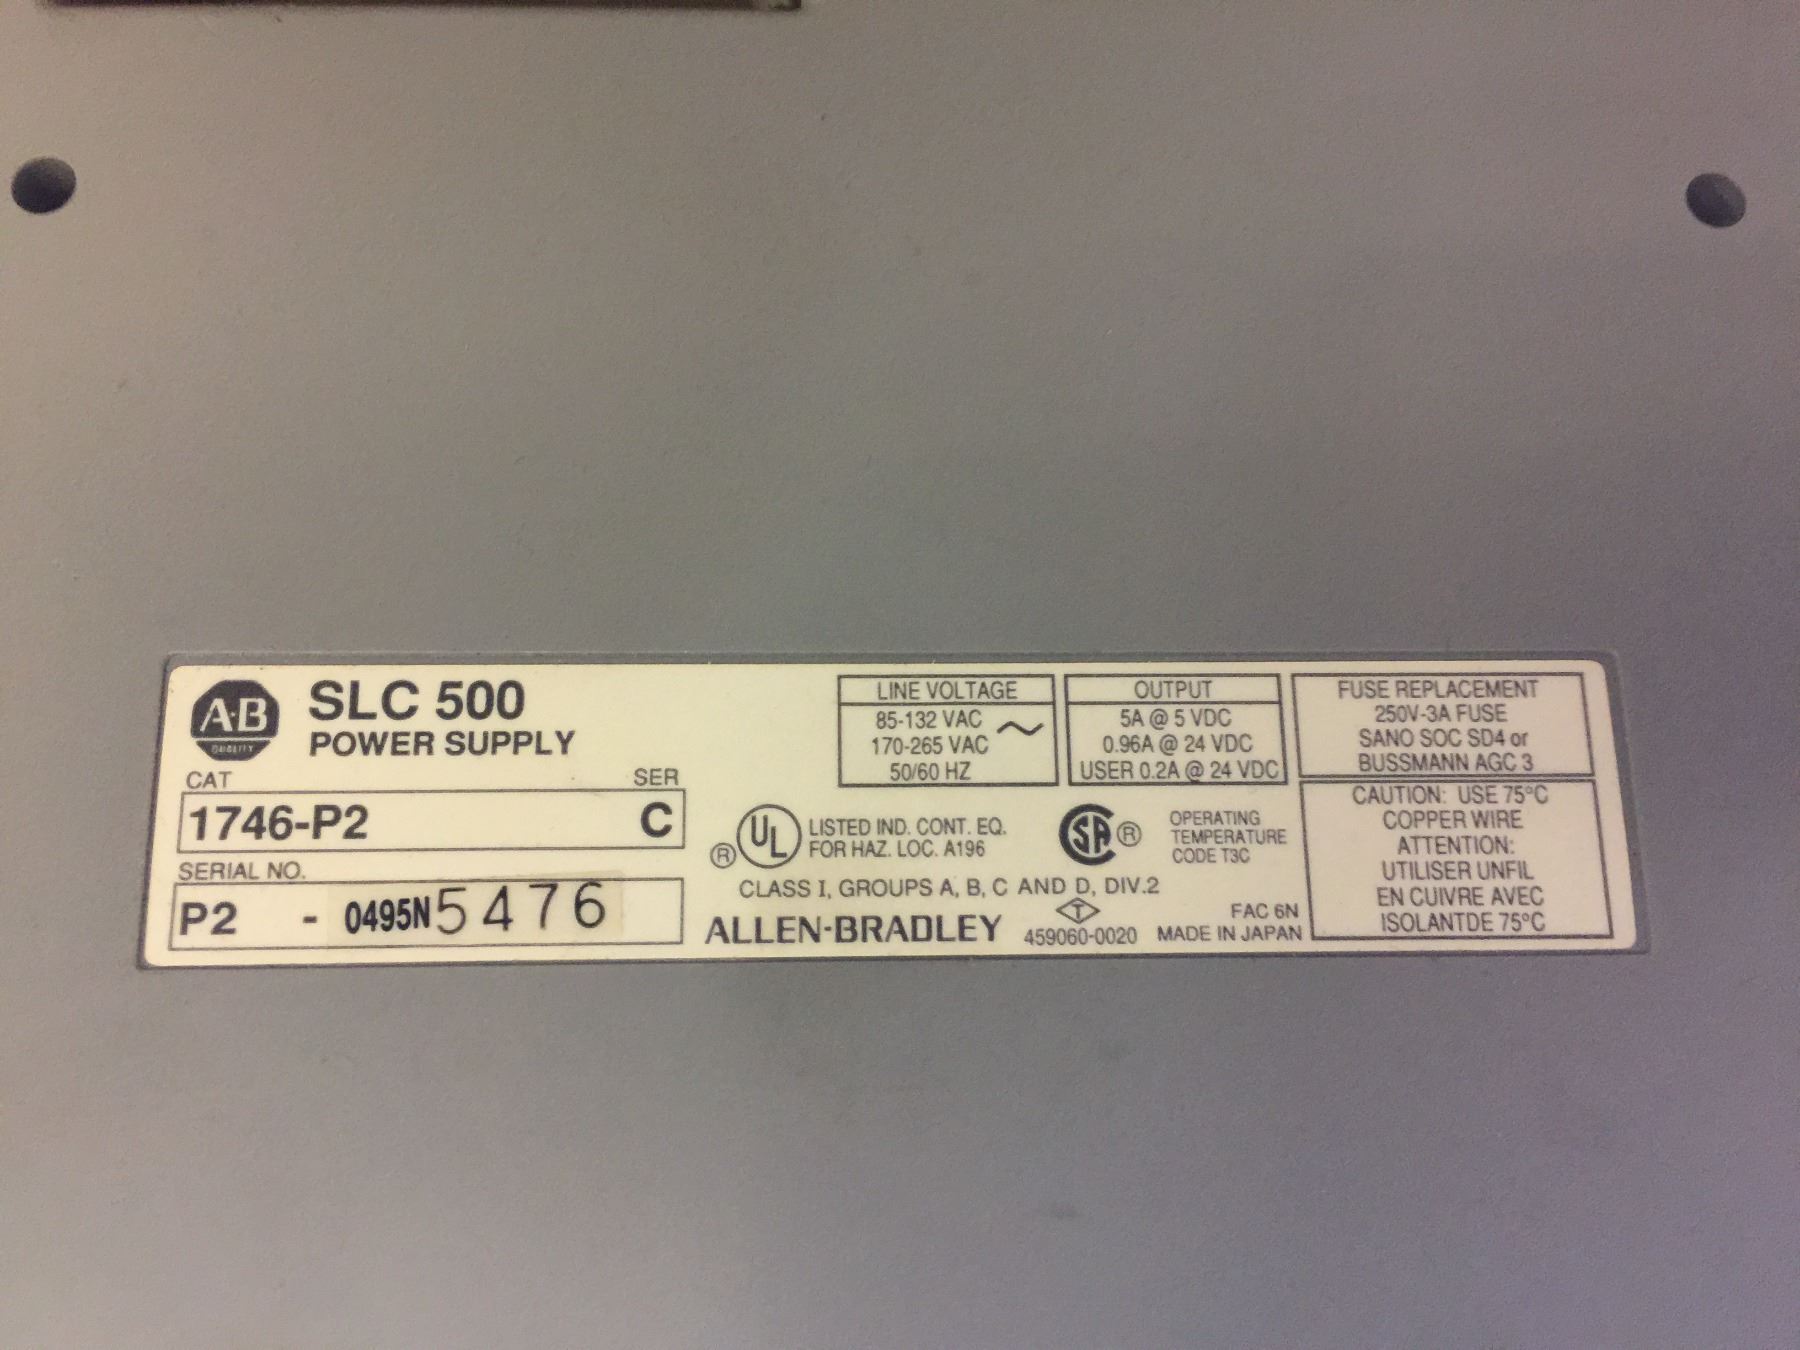 A·B
QUALITY
SLC 500
POWER SUPPLY
CAT SER
1746-P2 C
SERIAL NO.
P2 - 0495N5476
LINE VOLTAGE
85-132 VAC
170-265 VAC
50/60 HZ
OUTPUT
5A @ 5 VDC
0.96A @ 24 VDC
USER 0.2A @ 24 VDC
FUSE REPLACEMENT
250V-3A FUSE
SANO SOC SD4 or
BUSSMANN AGC 3
® UL LISTED IND. CONT. EQ.
FOR HAZ. LOC. A196
SA ®
OPERATING
TEMPERATURE
CODE T3C
CLASS I, GROUPS A, B, C AND D, DIV.2
ALLEN-BRADLEY
T
459060-0020
FAC 6N
MADE IN JAPAN
CAUTION: USE 75°C
COPPER WIRE
ATTENTION:
UTILISER UNFIL
EN CUIVRE AVEC
ISOLANTDE 75°C